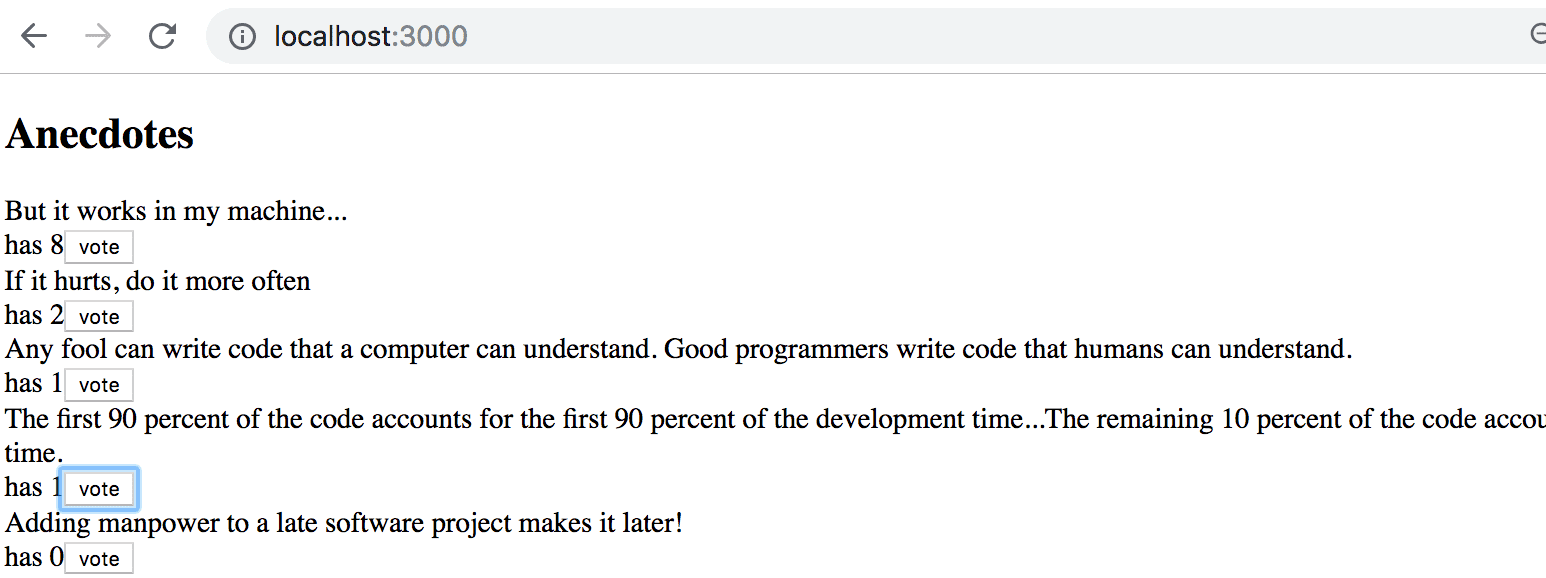 localhost:3000
Anecdotes
But it works in my machine...
has 8 vote
If it hurts, do it more often
has 2 vote
Any fool can write code that a computer can understand. Good programmers write code that humans can understand.
has 1 vote
The first 90 percent of the code accounts for the first 90 percent of the development time...The remaining 10 percent of the code
time.
has 1 vote
Adding manpower to a late software project makes it later!
has 0 vote